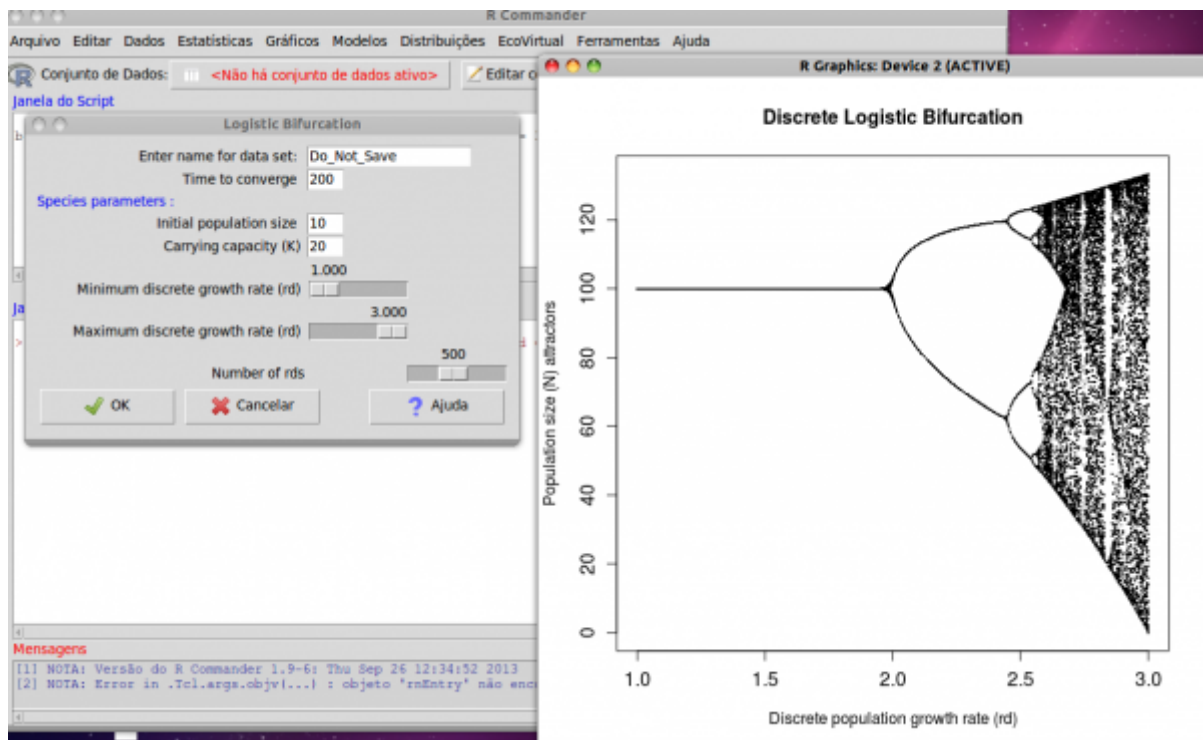 R Commander
Arquivo Editar Dados Estatísticas Gráficos Modelos Distribuições EcoVirtual Ferramentas Ajuda
Conjunto de Dados: <Não há conjunto de dados ativo> Editar
Janela do Script
Logistic Bifurcation
Enter name for data set: Do_Not_Save
Time to converge 200
Species parameters :
Initial population size 10
Carrying capacity (K) 20
1.000
Minimum discrete growth rate (rd)
3.000
Maximum discrete growth rate (rd)
500
Number of rds
OK Cancelar ? Ajuda
Mensagens
[1] NOTA: Versão do R Commander 1.9-6: Thu Sep 26 12:34:52 2013
[2] NOTA: Error in .Tcl.args.objv(...) : objeto "rmEntry" não enc
R Graphics: Device 2 (ACTIVE)
Discrete Logistic Bifurcation
Population size (N) attractors
120
100
80
60
40
20
0
1.0 1.5 2.0 2.5 3.0
Discrete population growth rate (rd)